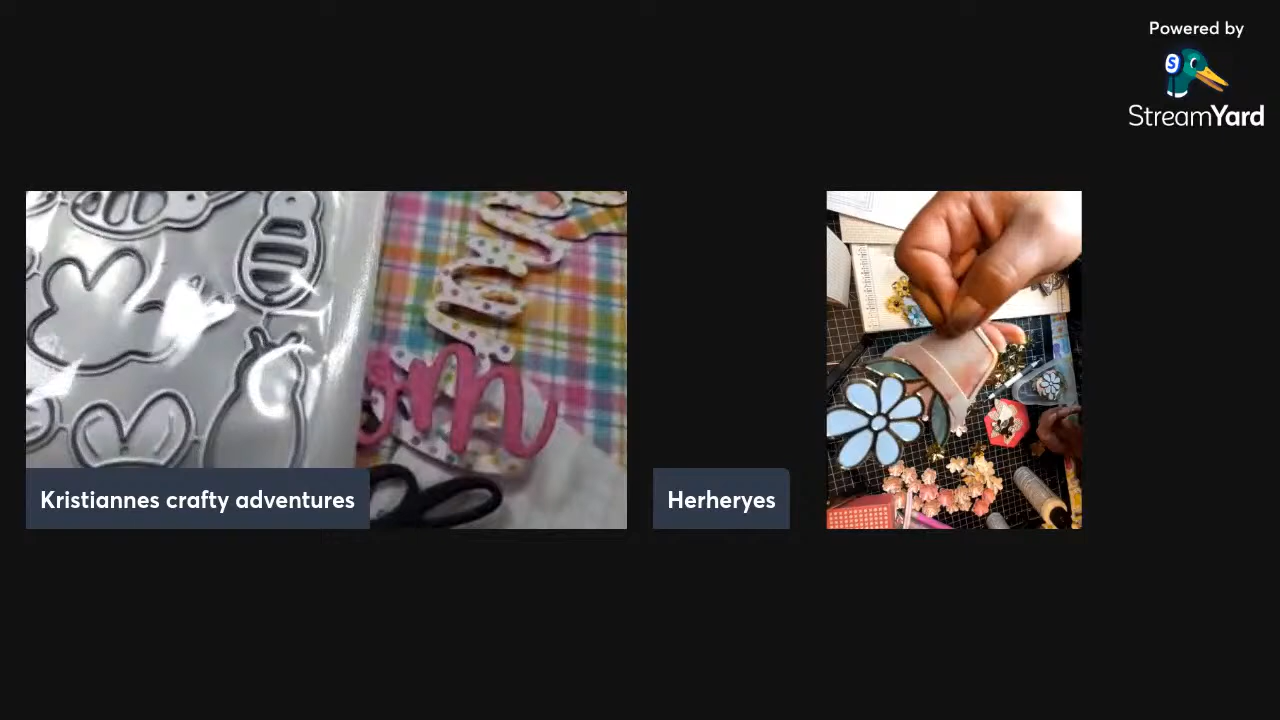 Powered by
S
StreamYard
Kristiannes crafty adventures
Herheryes